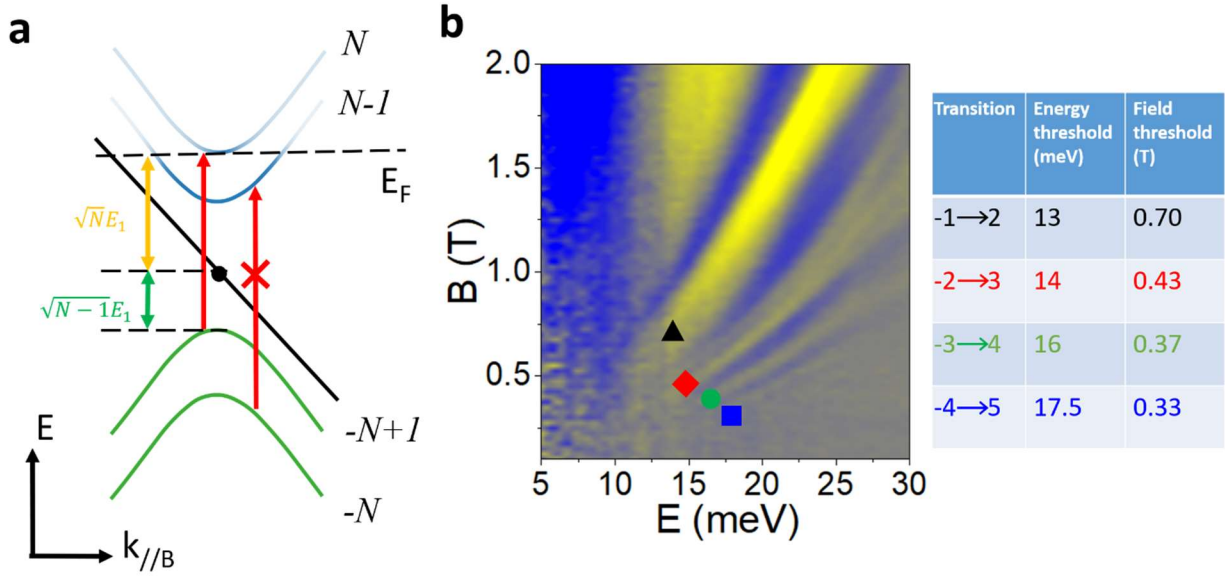 a
N
N-1
E_F
√N E₁
√N-1 E₁
-N+1
-N
E
k_//B
b
2.0
1.5
1.0
0.5
B (T)
5 10 15 20 25 30
E (meV)
Transition Energy threshold (meV) Field threshold (T)
-1→2 13 0.70
-2→3 14 0.43
-3→4 16 0.37
-4→5 17.5 0.33